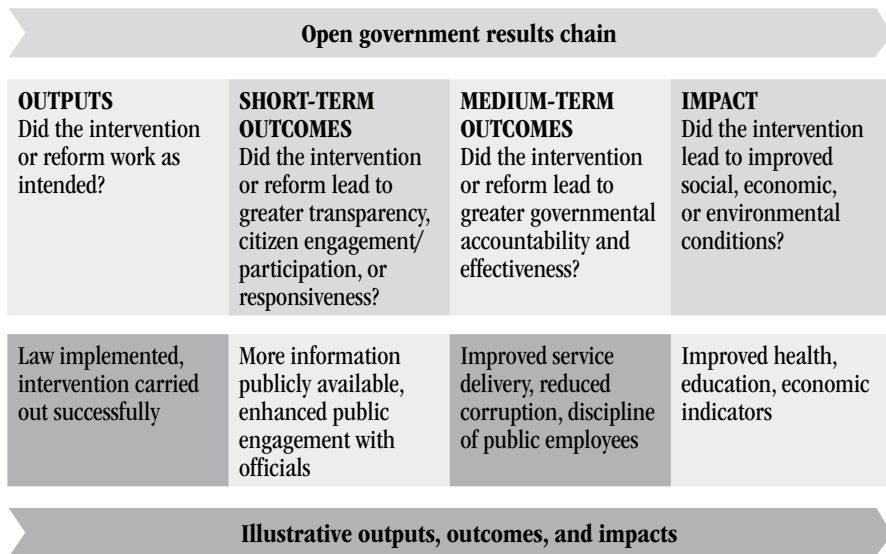 Open government results chain
OUTPUTS
Did the intervention
or reform work as
intended?
SHORT-TERM
OUTCOMES
Did the intervention
or reform lead to
greater transparency,
citizen engagement/
participation, or
responsiveness?
MEDIUM-TERM
OUTCOMES
Did the intervention
or reform lead to
greater governmental
accountability and
effectiveness?
IMPACT
Did the intervention
lead to improved
social, economic,
or environmental
conditions?
Law implemented,
intervention carried
out successfully
More information
publicly available,
enhanced public
engagement with
officials
Improved service
delivery, reduced
corruption, discipline
of public employees
Improved health,
education, economic
indicators
Illustrative outputs, outcomes, and impacts